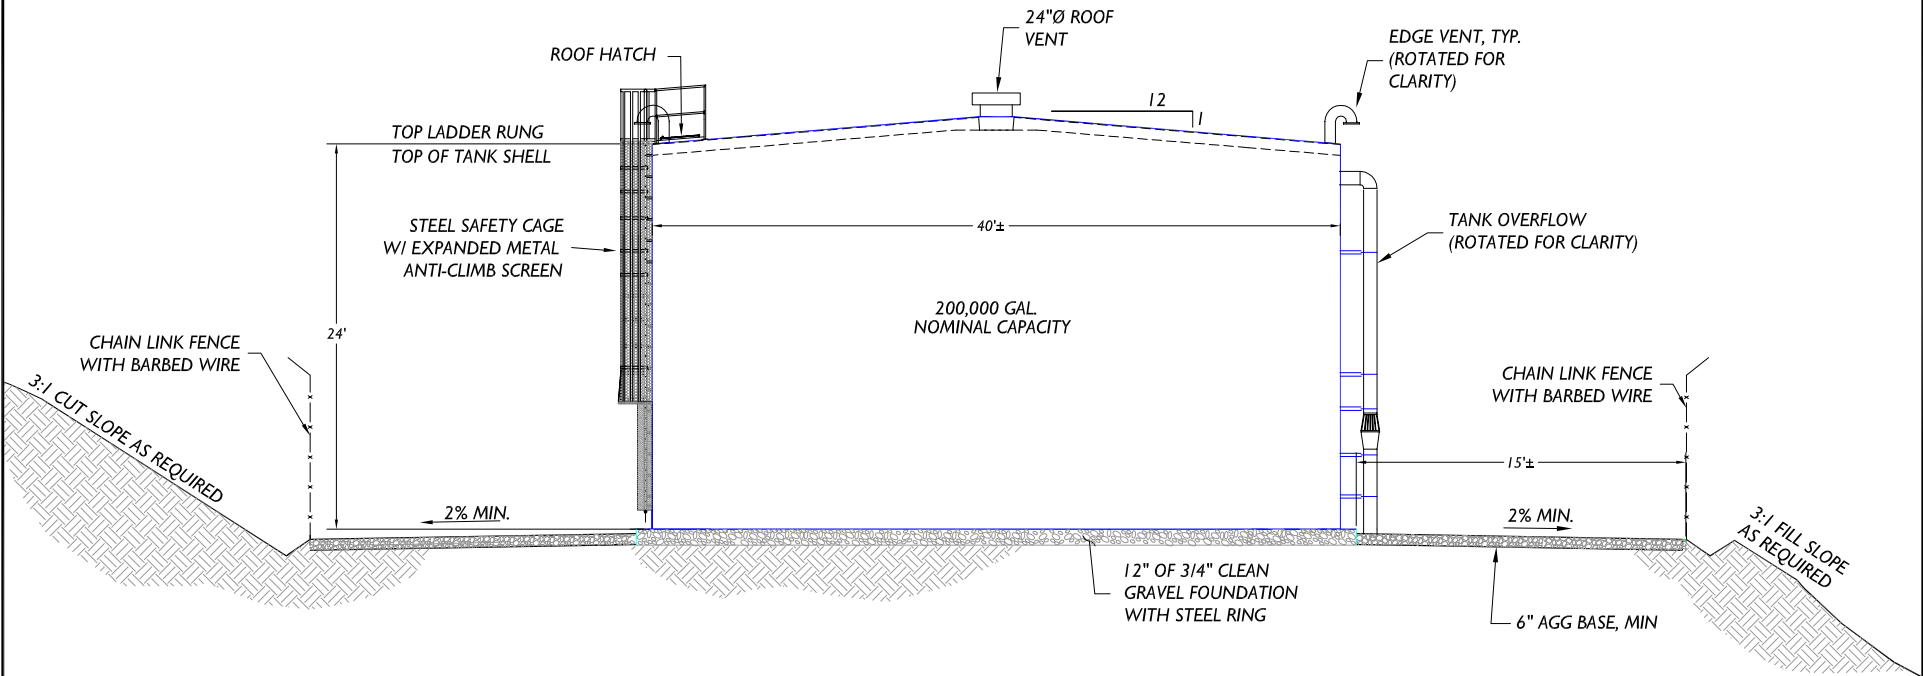 24"Ø ROOF
VENT
EDGE VENT, TYP.
(ROTATED FOR
CLARITY)
ROOF HATCH
12
1
TOP LADDER RUNG
TOP OF TANK SHELL
STEEL SAFETY CAGE
W/ EXPANDED METAL
ANTI-CLIMB SCREEN
40'±
TANK OVERFLOW
(ROTATED FOR CLARITY)
200,000 GAL.
NOMINAL CAPACITY
24'
CHAIN LINK FENCE
WITH BARBED WIRE
CHAIN LINK FENCE
WITH BARBED WIRE
3:1 CUT SLOPE AS REQUIRED
15'±
2% MIN.
2% MIN.
3:1 FILL SLOPE
AS REQUIRED
12" OF 3/4" CLEAN
GRAVEL FOUNDATION
WITH STEEL RING
6" AGG BASE, MIN